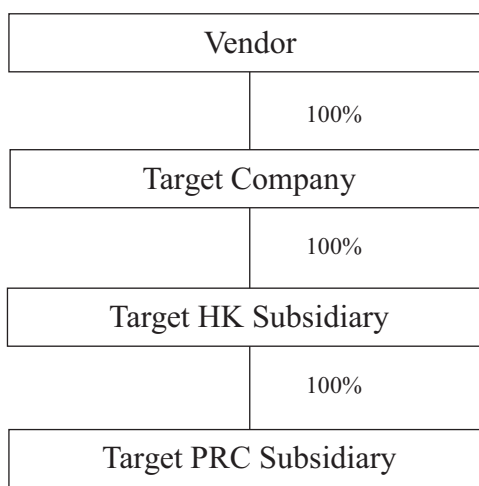 Vendor
100%
Target Company
100%
Target HK Subsidiary
100%
Target PRC Subsidiary